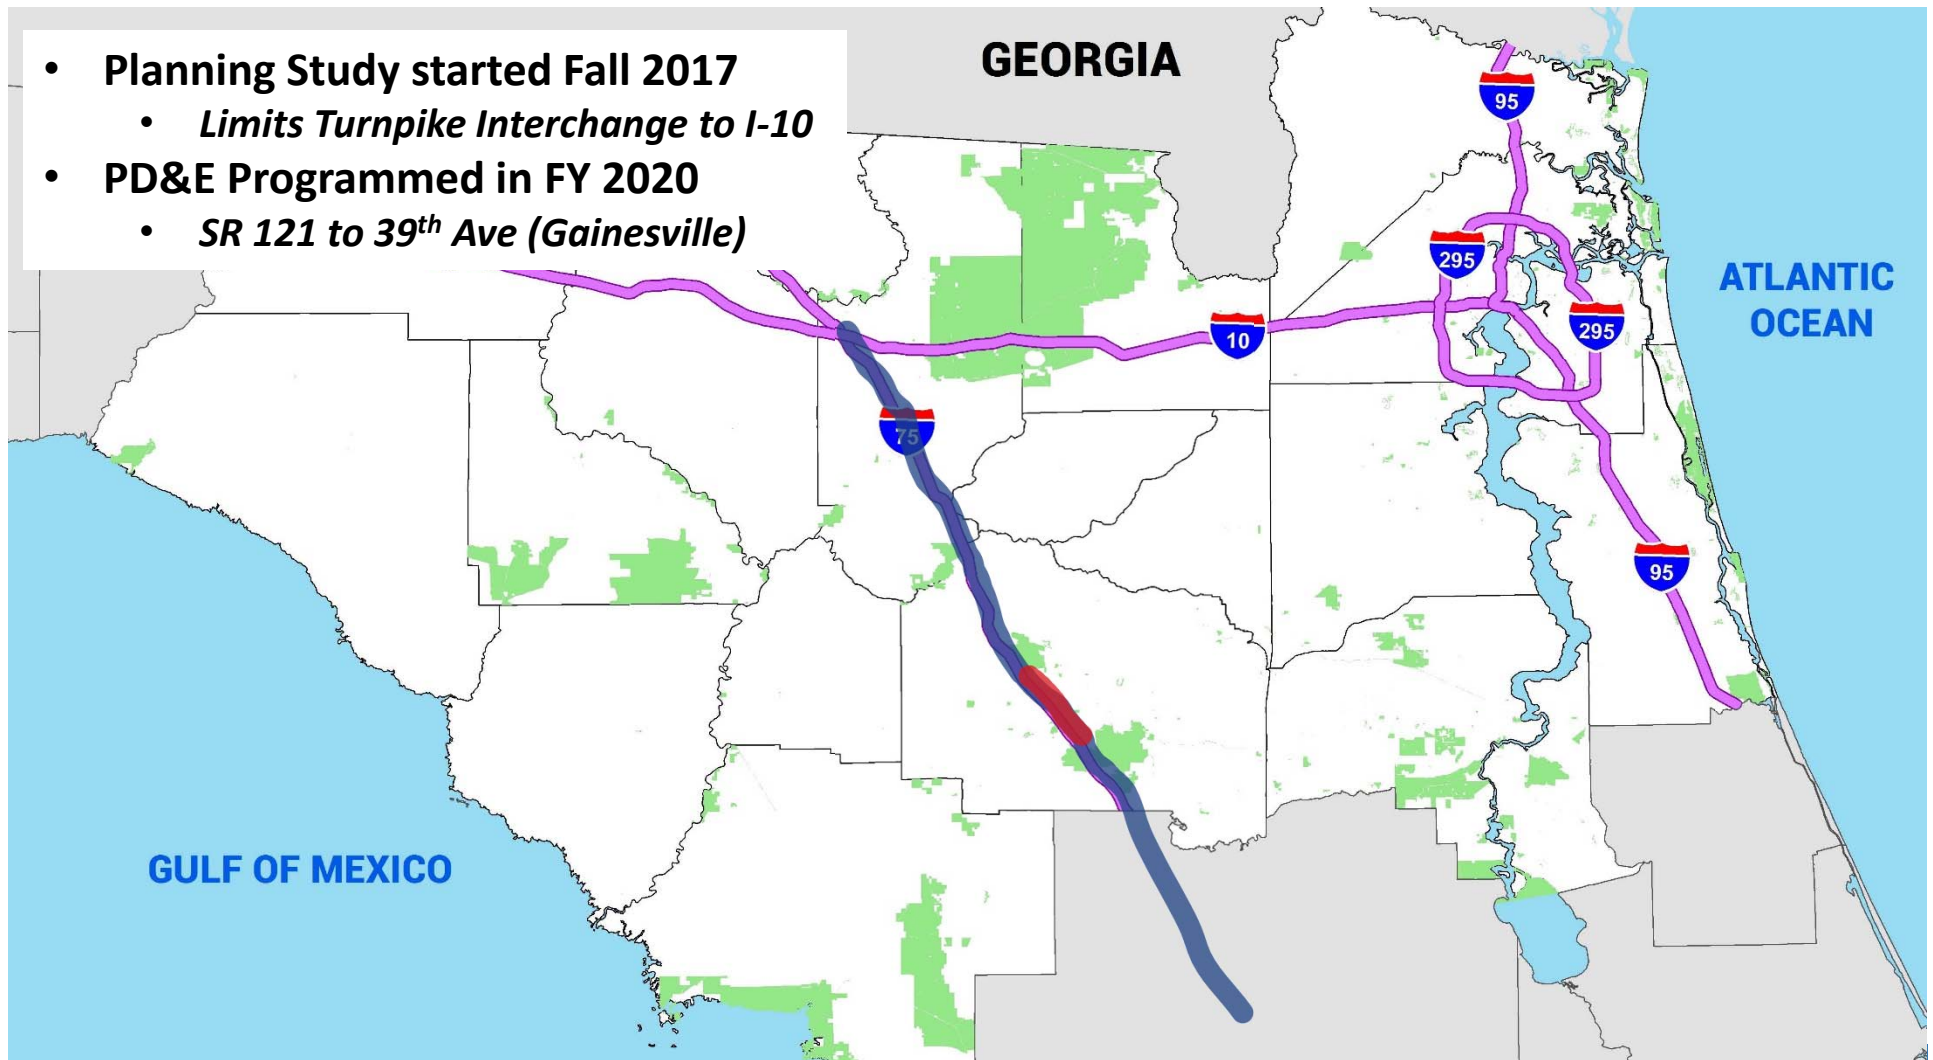 • Planning Study started Fall 2017
• Limits Turnpike Interchange to I-10
• PD&E Programmed in FY 2020
• SR 121 to 39th Ave (Gainesville)
GEORGIA
95
295
ATLANTIC
OCEAN
10
295
75
95
GULF OF MEXICO